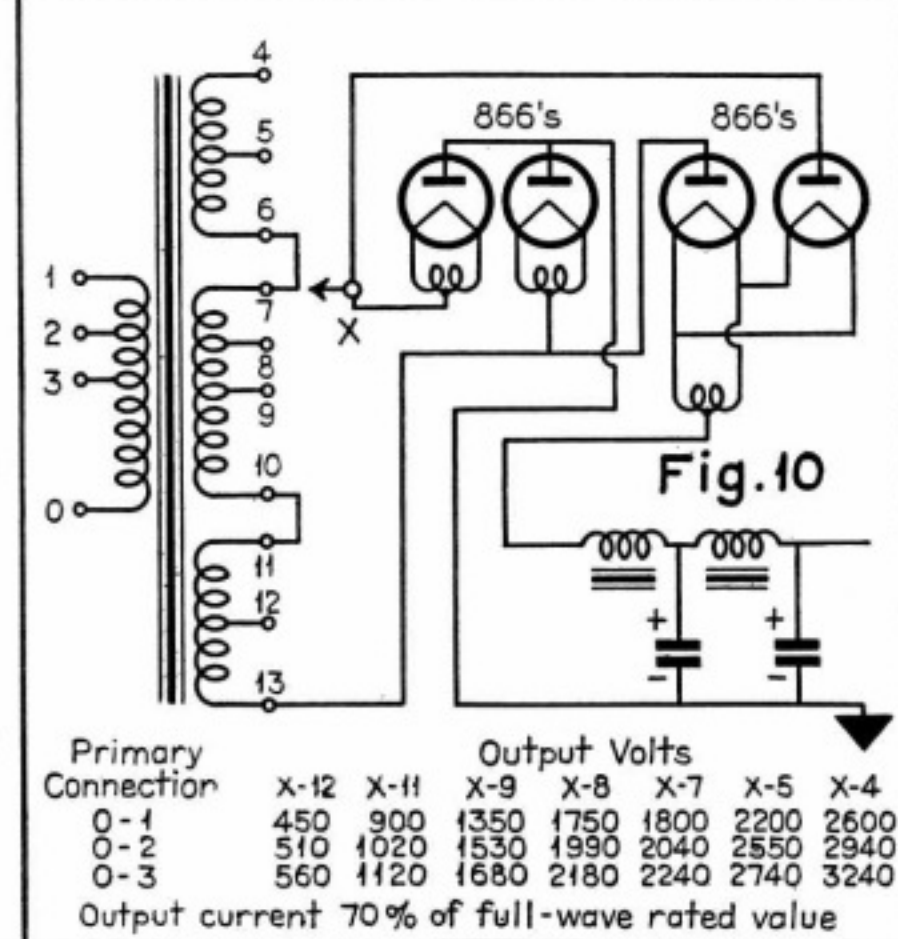 4
866's 866's
5
6
1
7
X
2
8
3
9
10
Fig.10
0
11
12
+ +
13
- -
Primary Output Volts
Connection X-12 X-11 X-9 X-8 X-7 X-5 X-4
0-1 450 900 1350 1750 1800 2200 2600
0-2 510 1020 1530 1990 2040 2550 2940
0-3 560 1120 1680 2180 2240 2740 3240
Output current 70% of full-wave rated value